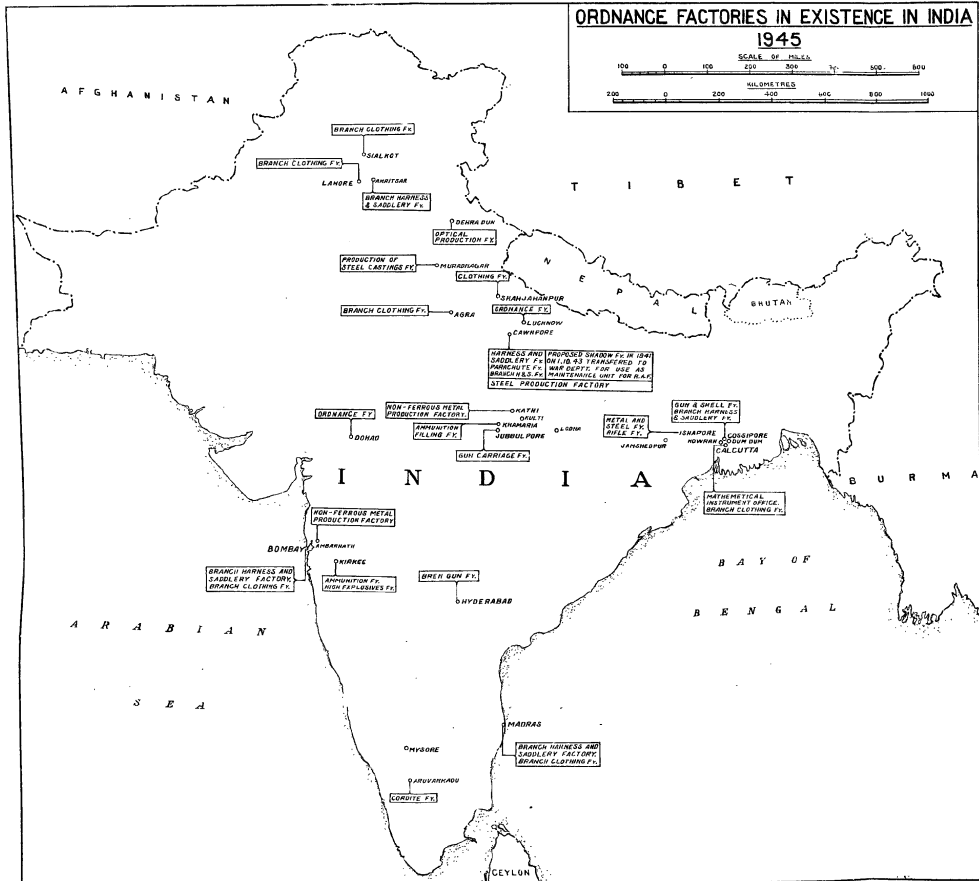 ORDNANCE FACTORIES IN EXISTENCE IN INDIA
1945
SCALE OF MILES
100 0 100 200 300 500 600
KILOMETRES
200 0 200 400 600 800 1000
AFGHANISTAN
TIBET
NEPAL
BHUTAN
BURMA
INDIA
ARABIAN
SEA
BAY OF
BENGAL
CEYLON
BRANCH CLOTHING FY.
SIALKOT
BRANCH CLOTHING FY.
LAHORE
AMRITSAR
BRANCH HARNESS
& SADDLERY FY.
DEHRA DUN
OPTICAL
PRODUCTION FY.
PRODUCTION OF
STEEL CASTINGS FY.
MURADNAGAR
CLOTHING FY.
SHAHJAHANPUR
BRANCH CLOTHING FY.
AGRA
ORDNANCE FY.
LUCKNOW
CAWNPORE
HARNESS AND
SADDLERY FY.
PARACHUTE FY.
BRANCH H & S. FY.
PROPOSED SHADOW FY. IN 1941
ON 1.10.43 TRANSFERED TO
WAR DEPTT. FOR USE AS
MAINTENANCE UNIT FOR R.A.F.
STEEL PRODUCTION FACTORY
ORDNANCE FY
DOHAD
NON-FERROUS METAL
PRODUCTION FACTORY.
KATNI
KULTI
AMMUNITION
FILLING FY.
KHAMARIA
JUBBULPORE
LODNA
GUN CARRIAGE FY.
METAL AND
STEEL FY.
RIFLE FY.
ISHAPORE
JAMSHEDPUR
GUN & SHELL FY.
BRANCH HARNESS
& SADDLERY FY.
COSSIPORE
HOWRAH
DUM DUM
CALCUTTA
MATHEMETICAL
INSTRUMENT OFFICE.
BRANCH CLOTHING FY.
NON-FERROUS METAL
PRODUCTION FACTORY
BOMBAY
AMBARNATH
BRANCH HARNESS AND
SADDLERY FACTORY.
BRANCH CLOTHING FY.
KIRKEE
AMMUNITION FY.
HIGH EXPLOSIVES FY.
BREN GUN FY.
HYDERABAD
MADRAS
BRANCH HARNESS AND
SADDLERY FACTORY.
BRANCH CLOTHING FY.
MYSORE
ARUVANKADU
CORDITE FY.